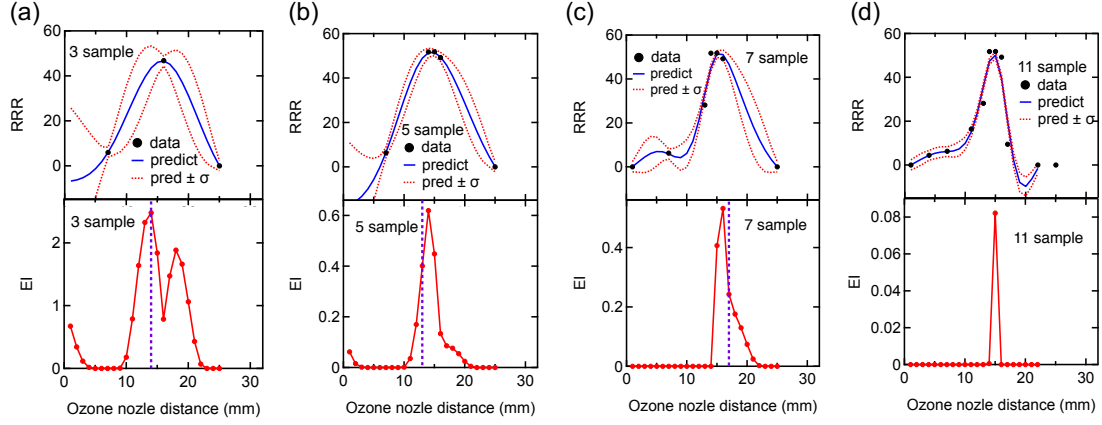 (a)
60
40
20
0
RRR
3 sample
data
predict
pred ± σ
2
1
0
EI
3 sample
0
10
20
30
Ozone nozle distance (mm)
(b)
60
40
20
0
RRR
5 sample
data
predict
pred ± σ
0.6
0.4
0.2
0
EI
5 sample
0
10
20
30
Ozone nozle distance (mm)
(c)
60
40
20
0
RRR
data
predict
pred ± σ
7 sample
0.4
0.2
0
EI
7 sample
0
10
20
30
Ozone nozle distance (mm)
(d)
60
40
20
0
RRR
11 sample
data
predict
pred ± σ
0.08
0.06
0.04
0.02
0.00
EI
11 sample
0
10
20
30
Ozone nozle distance (mm)